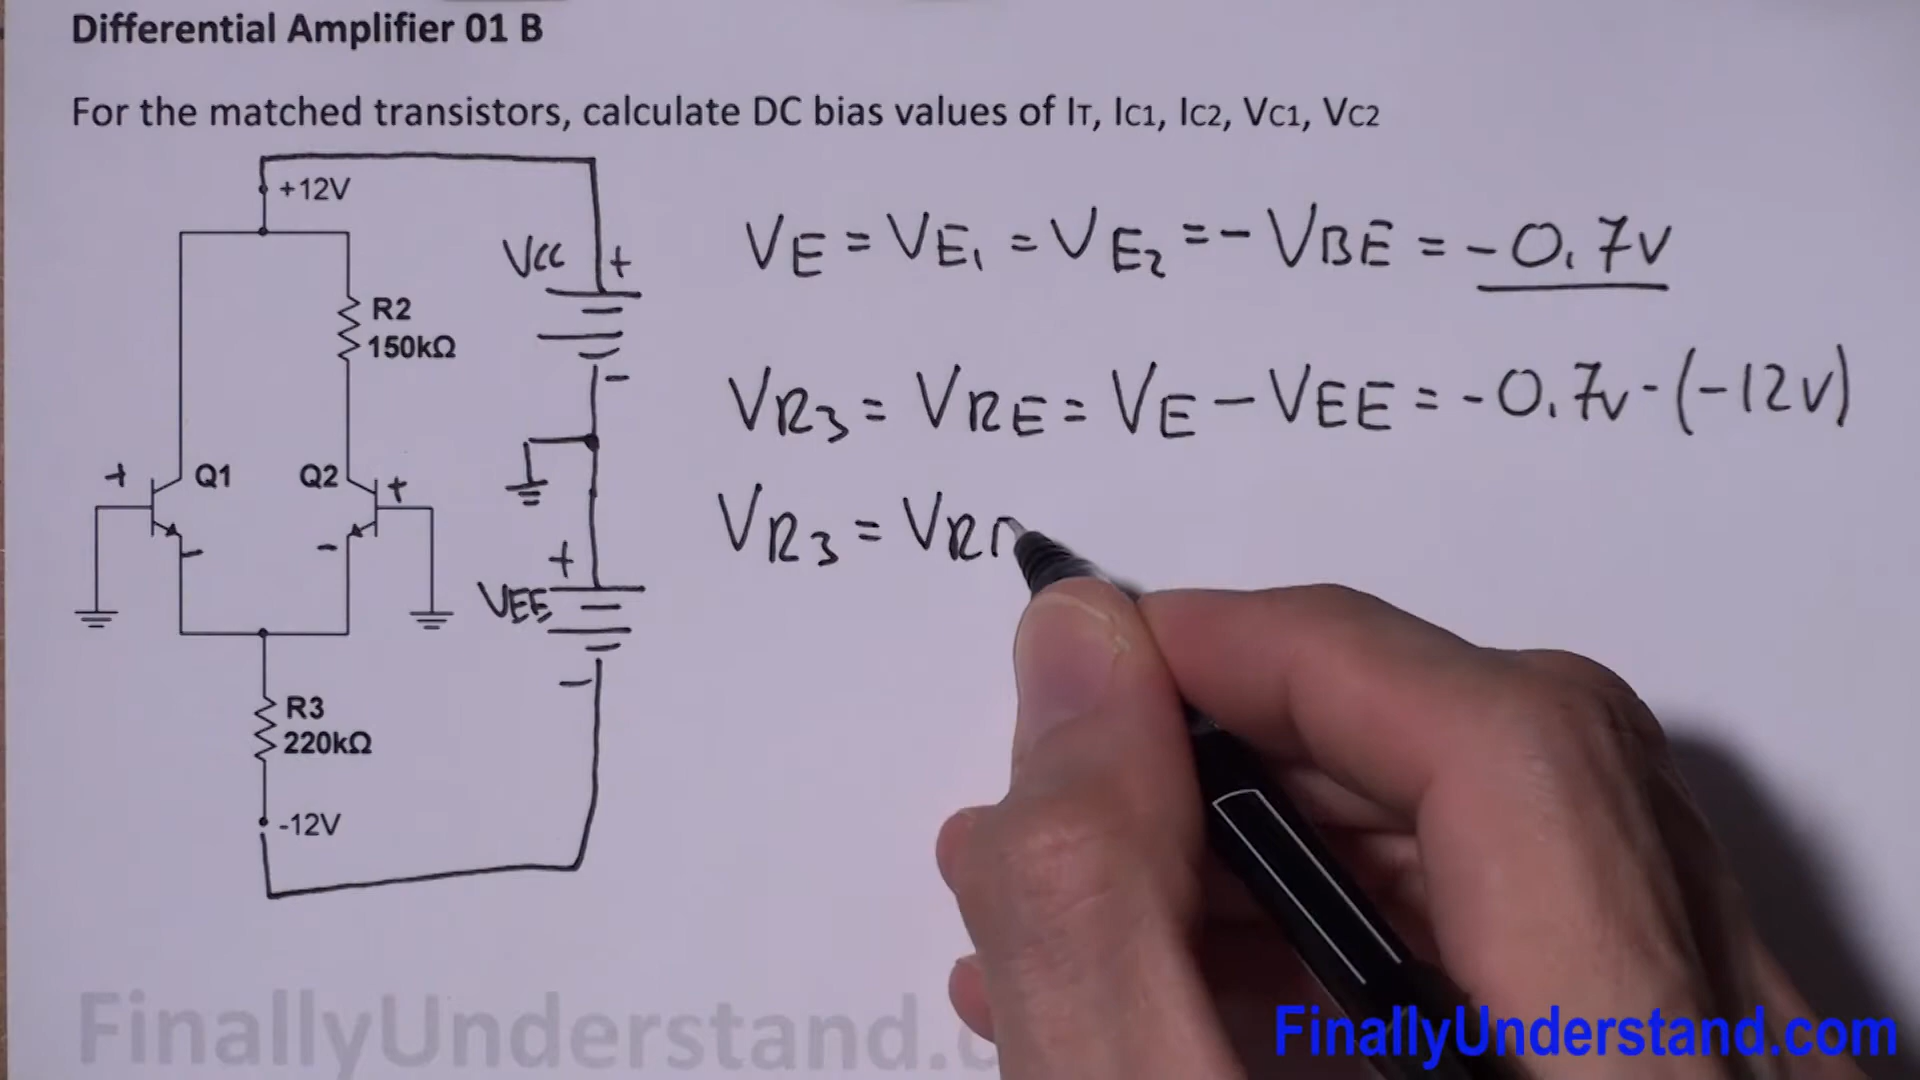 Differential Amplifier 01 B
For the matched transistors, calculate DC bias values of IT, IC1, IC2, VC1, VC2
+12V
VCC
+
R2
150kΩ
-
+ Q1
Q2 +
-
-
+
VEE
-
R3
220kΩ
-12V
VE = VE1 = VE2 = - VBE = -0.7V
VR3 = VRE = VE - VEE = -0.7V - (-12V)
VR3 = VR
FinallyUnderstand.
FinallyUnderstand.com